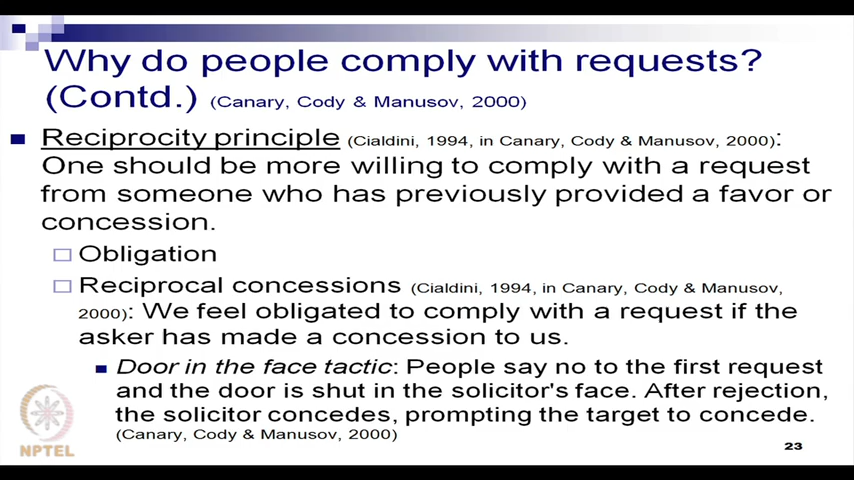 Why do people comply with requests?
(Contd.) (Canary, Cody & Manusov, 2000)
Reciprocity principle (Cialdini, 1994, in Canary, Cody & Manusov, 2000):
One should be more willing to comply with a request
from someone who has previously provided a favor or
concession.
Obligation
Reciprocal concessions (Cialdini, 1994, in Canary, Cody & Manusov,
2000): We feel obligated to comply with a request if the
asker has made a concession to us.
Door in the face tactic: People say no to the first request
and the door is shut in the solicitor's face. After rejection,
the solicitor concedes, prompting the target to concede.
(Canary, Cody & Manusov, 2000)
NPTEL
23